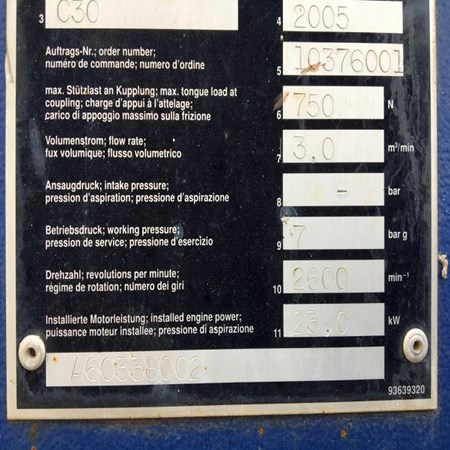 3 C30 4 2005
Auftrags-Nr.; order number;
numéro de commande; numero d'ordine 5 10376001
max. Stützlast an Kupplung; max. tongue load at
coupling; charge d'appui à l'attelage; 6 750 N
carico di appoggio massimo sulla frizione
Volumenstrom; flow rate; 7 3.0 m³/min
fux volumique; flusso volumetrico
Ansaugdruck; intake pressure; 8 - bar
pression d'aspiration; pressione d'aspirazione
Betriebsdruck; working pressure; 9 7 bar g
pression de service; pressione d'esercizio
Drehzahl; revolutions per minute; 10 2600 min⁻¹
régime de rotation; numero dei giri
Installierte Motorleistung; installed engine power; 11 23.0 kW
puissance moteur installee; pressione di aspirazione
A60338002
93639320